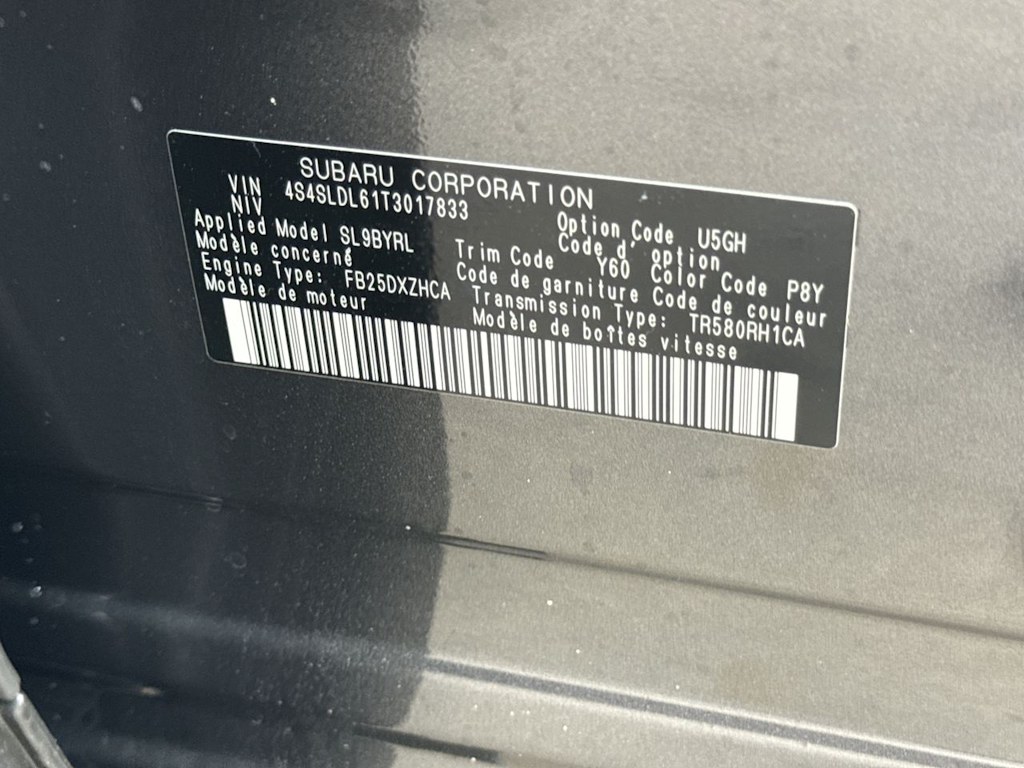 SUBARU CORPORATION
VIN 4S4SLDL61T3017833
NIV
Option Code U5GH
Code d'option
Applied Model SL9BYRL
Modèle concerné
Trim Code Y60 Color Code P8Y
Code de garniture Code de couleur
Engine Type: FB25DXZHCA
Modèle de moteur
Transmission Type: TR580RH1CA
Modèle de boîtes vitesse